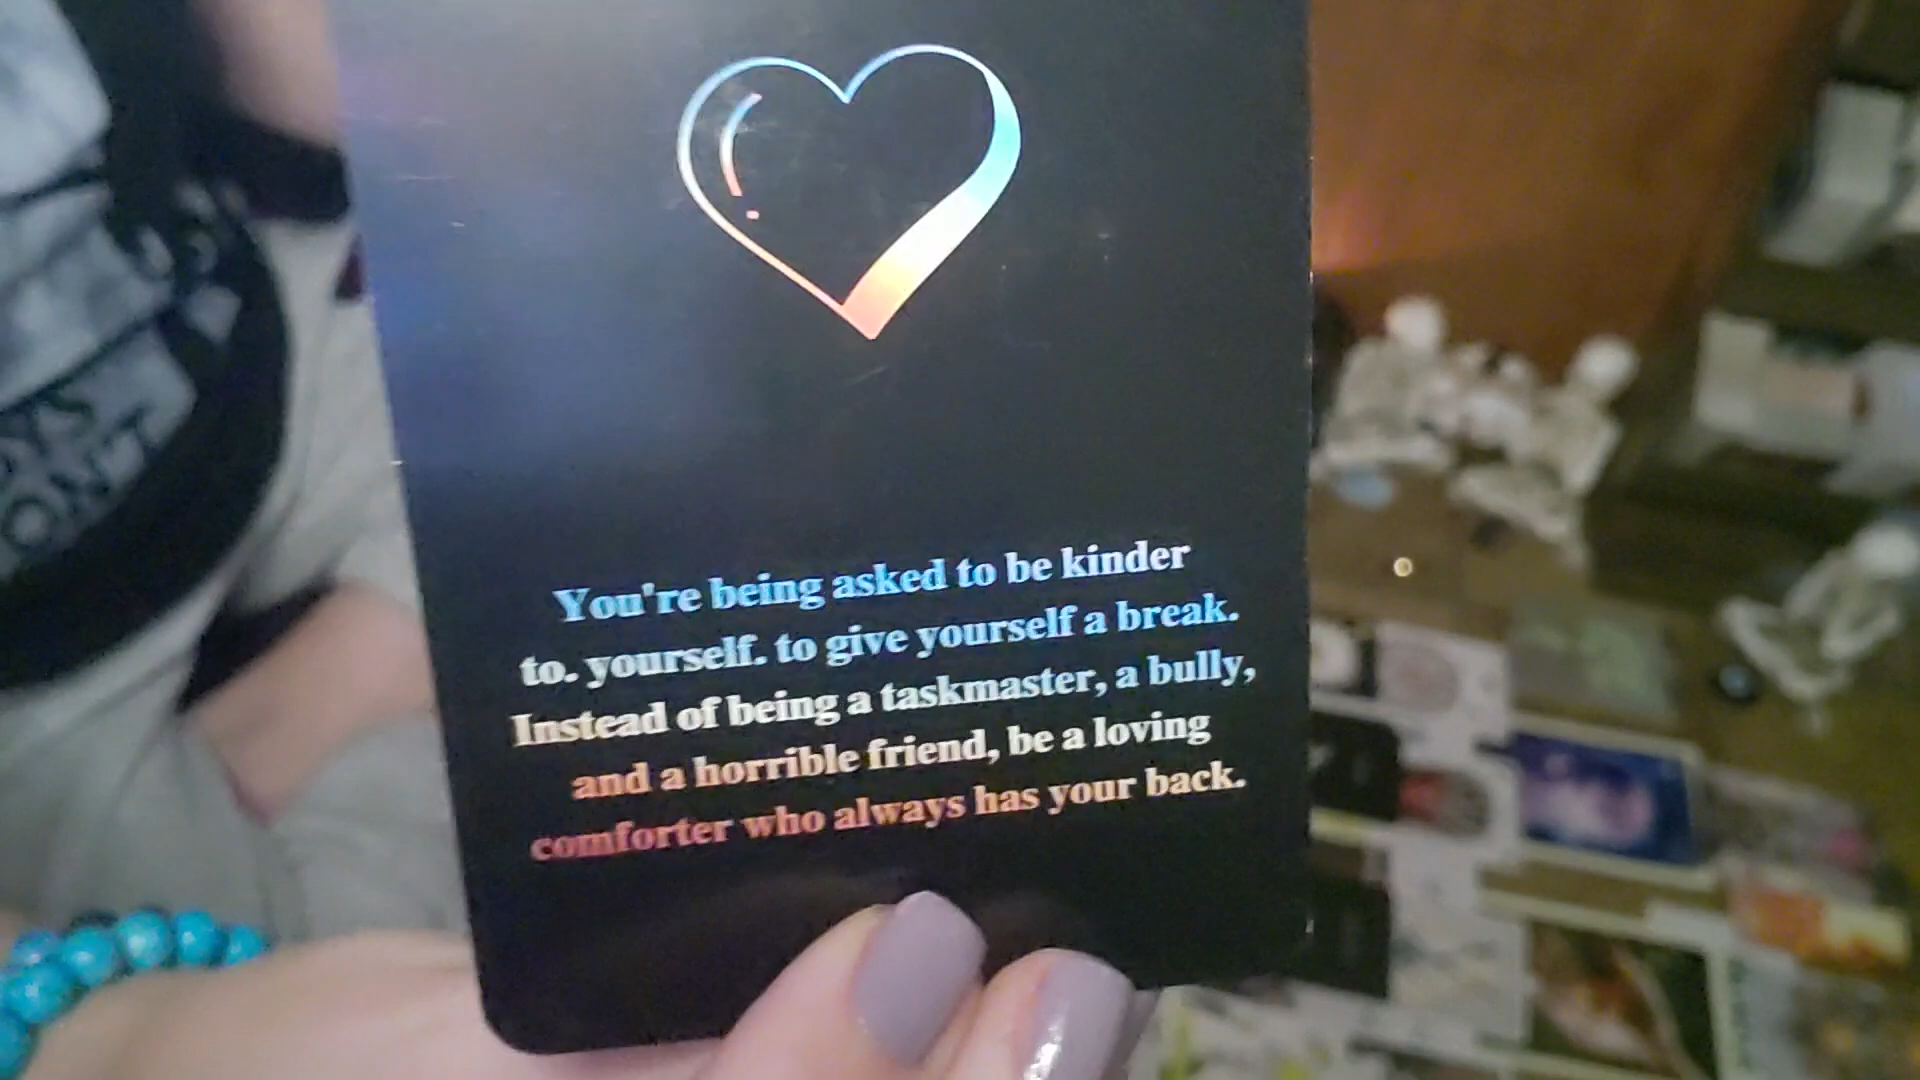 You're being asked to be kinder
to. yourself. to give yourself a break.
Instead of being a taskmaster, a bully,
and a horrible friend, be a loving
comforter who always has your back.